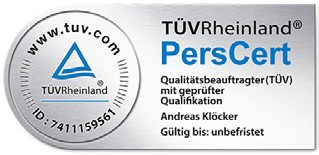 www.tuv.com
TÜVRheinland
ID: 7411159561
TÜVRheinland®
PersCert
Qualitätsbeauftragter (TÜV)
mit geprüfter
Qualifikation
Andreas Klöcker
Gültig bis: unbefristet